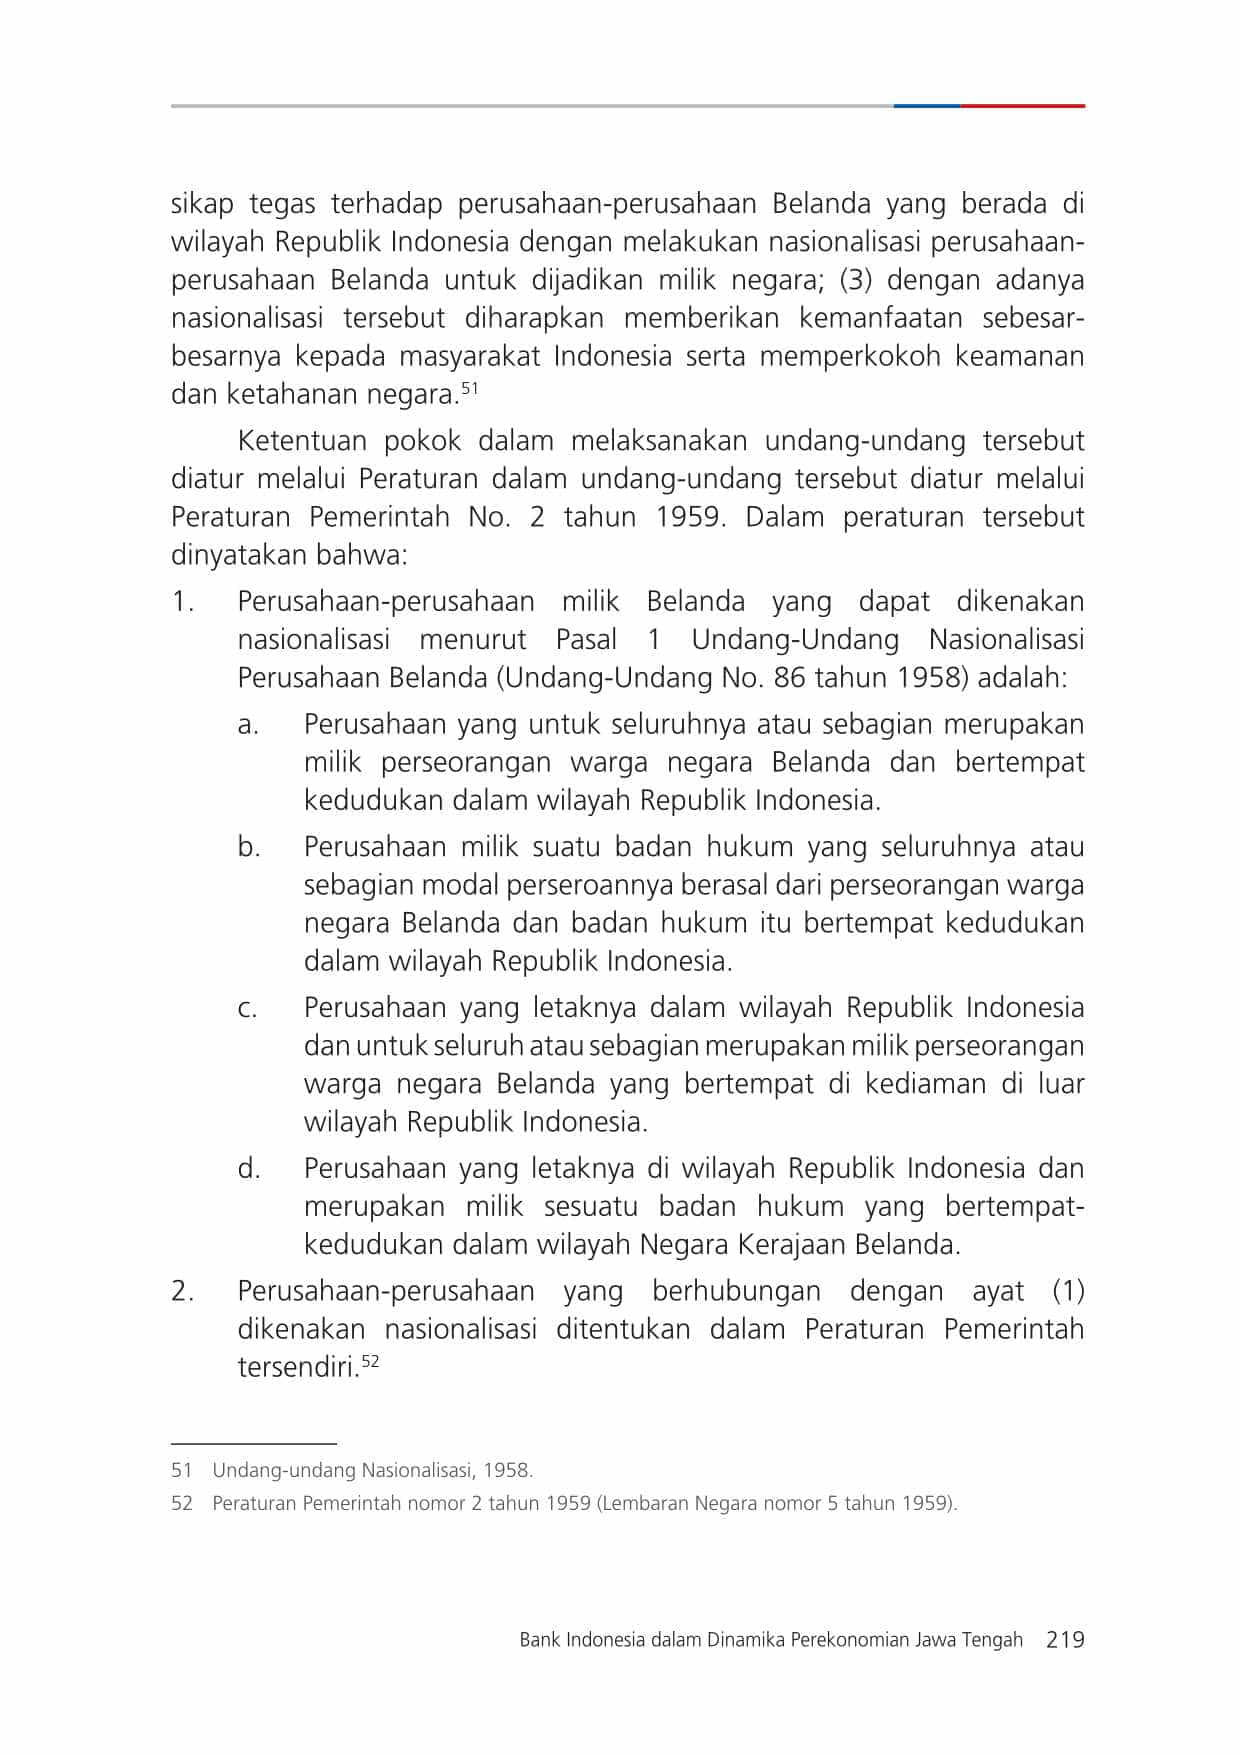 sikap tegas terhadap perusahaan-perusahaan Belanda yang berada di
wilayah Republik Indonesia dengan melakukan nasionalisasi perusahaan-
perusahaan Belanda untuk dijadikan milik negara; (3) dengan adanya
nasionalisasi tersebut diharapkan memberikan kemanfaatan sebesar-
besarnya kepada masyarakat Indonesia serta memperkokoh keamanan
dan ketahanan negara.51
Ketentuan pokok dalam melaksanakan undang-undang tersebut
diatur melalui Peraturan dalam undang-undang tersebut diatur melalui
Peraturan Pemerintah No. 2 tahun 1959. Dalam peraturan tersebut
dinyatakan bahwa:
1. Perusahaan-perusahaan milik Belanda yang dapat dikenakan
nasionalisasi menurut Pasal 1 Undang-Undang Nasionalisasi
Perusahaan Belanda (Undang-Undang No. 86 tahun 1958) adalah:
a. Perusahaan yang untuk seluruhnya atau sebagian merupakan
milik perseorangan warga negara Belanda dan bertempat
kedudukan dalam wilayah Republik Indonesia.
b. Perusahaan milik suatu badan hukum yang seluruhnya atau
sebagian modal perseroannya berasal dari perseorangan warga
negara Belanda dan badan hukum itu bertempat kedudukan
dalam wilayah Republik Indonesia.
c. Perusahaan yang letaknya dalam wilayah Republik Indonesia
dan untuk seluruh atau sebagian merupakan milik perseorangan
warga negara Belanda yang bertempat di kediaman di luar
wilayah Republik Indonesia.
d. Perusahaan yang letaknya di wilayah Republik Indonesia dan
merupakan milik sesuatu badan hukum yang bertempat-
kedudukan dalam wilayah Negara Kerajaan Belanda.
2. Perusahaan-perusahaan yang berhubungan dengan ayat (1)
dikenakan nasionalisasi ditentukan dalam Peraturan Pemerintah
tersendiri.52
51 Undang-undang Nasionalisasi, 1958.
52 Peraturan Pemerintah nomor 2 tahun 1959 (Lembaran Negara nomor 5 tahun 1959).
Bank Indonesia dalam Dinamika Perekonomian Jawa Tengah 219